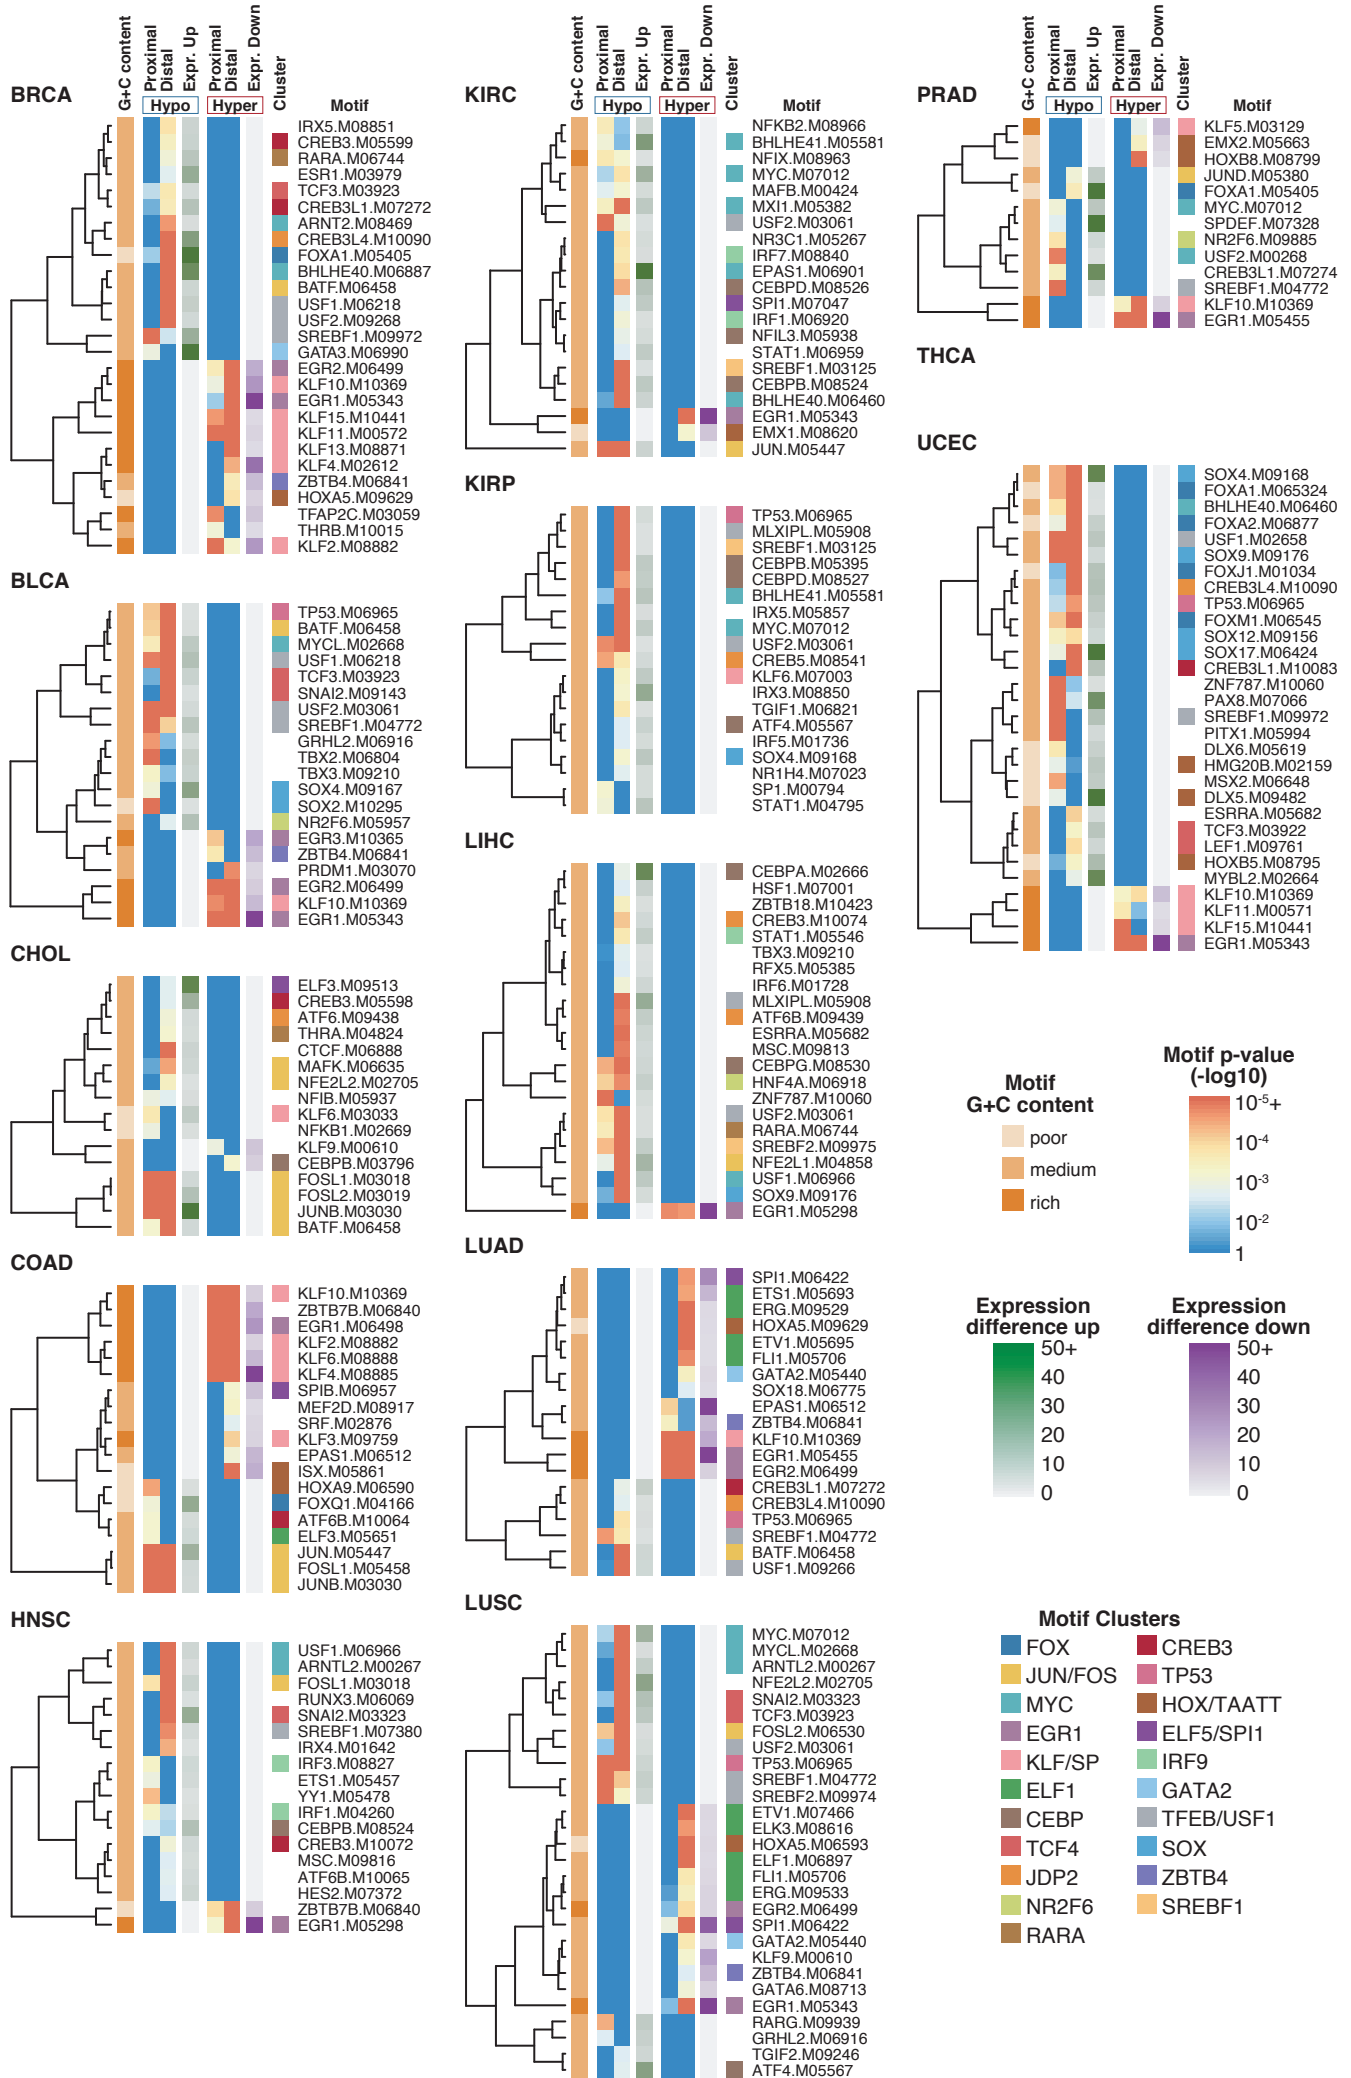 BRCA
G+C content
Proximal
Distal
Expr. Up
Proximal
Distal
Expr. Down
Cluster
Hypo
Hyper
Motif
IRX5.M08851
CREB3.M05599
RARA.M06744
ESR1.M03979
TCF3.M03923
CREB3L1.M07272
ARNT2.M08469
CREB3L4.M10090
FOXA1.M05405
BHLHE40.M06887
BATF.M06458
USF1.M06218
USF2.M09268
SREBF1.M09972
GATA3.M06990
EGR2.M06499
KLF10.M10369
EGR1.M05343
KLF15.M10441
KLF11.M00572
KLF13.M08871
KLF4.M02612
ZBTB4.M06841
HOXA5.M09629
TFAP2C.M03059
THRB.M10015
KLF2.M08882
BLCA
TP53.M06965
BATF.M06458
MYCL.M02668
USF1.M06218
TCF3.M03923
SNAI2.M09143
USF2.M03061
SREBF1.M04772
GRHL2.M06916
TBX2.M06804
TBX3.M09210
SOX4.M09167
SOX2.M10295
NR2F6.M05957
EGR3.M10365
ZBTB4.M06841
PRDM1.M03070
EGR2.M06499
KLF10.M10369
EGR1.M05343
CHOL
ELF3.M09513
CREB3.M05598
ATF6.M09438
THRA.M04824
CTCF.M06888
MAFK.M06635
NFE2L2.M02705
NFIB.M05937
KLF6.M03033
NFKB1.M02669
KLF9.M00610
CEBPB.M03796
FOSL1.M03018
FOSL2.M03019
JUNB.M03030
BATF.M06458
COAD
KLF10.M10369
ZBTB7B.M06840
EGR1.M06498
KLF2.M08882
KLF6.M08888
KLF4.M08885
SPIB.M06957
MEF2D.M08917
SRF.M02876
KLF3.M09759
EPAS1.M06512
ISX.M05861
HOXA9.M06590
FOXQ1.M04166
ATF6B.M10064
ELF3.M05651
JUN.M05447
FOSL1.M05458
JUNB.M03030
HNSC
USF1.M06966
ARNTL2.M00267
FOSL1.M03018
RUNX3.M06069
SNAI2.M03323
SREBF1.M07380
IRX4.M01642
IRF3.M08827
ETS1.M05457
YY1.M05478
IRF1.M04260
CEBPB.M08524
CREB3.M10072
MSC.M09816
ATF6B.M10065
HES2.M07372
ZBTB7B.M06840
EGR1.M05298
KIRC
G+C content
Proximal
Distal
Expr. Up
Proximal
Distal
Expr. Down
Cluster
Hypo
Hyper
Motif
NFKB2.M08966
BHLHE41.M05581
NFIX.M08963
MYC.M07012
MAFB.M00424
MXI1.M05382
USF2.M03061
NR3C1.M05267
IRF7.M08840
EPAS1.M06901
CEBPD.M08526
SPI1.M07047
IRF1.M06920
NFIL3.M05938
STAT1.M06959
SREBF1.M03125
CEBPB.M08524
BHLHE40.M06460
EGR1.M05343
EMX1.M08620
JUN.M05447
KIRP
TP53.M06965
MLXIPL.M05908
SREBF1.M03125
CEBPB.M05395
CEBPD.M08527
BHLHE41.M05581
IRX5.M05857
MYC.M07012
USF2.M03061
CREB5.M08541
KLF6.M07003
IRX3.M08850
TGIF1.M06821
ATF4.M05567
IRF5.M01736
SOX4.M09168
NR1H4.M07023
SP1.M00794
STAT1.M04795
LIHC
CEBPA.M02666
HSF1.M07001
ZBTB18.M10423
CREB3.M10074
STAT1.M05546
TBX3.M09210
RFX5.M05385
IRF6.M01728
MLXIPL.M05908
ATF6B.M09439
ESRRA.M05682
MSC.M09813
CEBPG.M08530
HNF4A.M06918
ZNF787.M10060
USF2.M03061
RARA.M06744
SREBF2.M09975
NFE2L1.M04858
USF1.M06966
SOX9.M09176
EGR1.M05298
LUAD
SPI1.M06422
ETS1.M05693
ERG.M09529
HOXA5.M09629
ETV1.M05695
FLI1.M05706
GATA2.M05440
SOX18.M06775
EPAS1.M06512
ZBTB4.M06841
KLF10.M10369
EGR1.M05455
EGR2.M06499
CREB3L1.M07272
CREB3L4.M10090
TP53.M06965
SREBF1.M04772
BATF.M06458
USF1.M09266
LUSC
MYC.M07012
MYCL.M02668
ARNTL2.M00267
NFE2L2.M02705
SNAI2.M03323
TCF3.M03923
FOSL2.M06530
USF2.M03061
TP53.M06965
SREBF1.M04772
SREBF2.M09974
ETV1.M07466
ELK3.M08616
HOXA5.M06593
ELF1.M06897
FLI1.M05706
ERG.M09533
EGR2.M06499
SPI1.M06422
GATA2.M05440
KLF9.M00610
ZBTB4.M06841
GATA6.M08713
EGR1.M05343
RARG.M09939
GRHL2.M06916
TGIF2.M09246
ATF4.M05567
PRAD
G+C content
Proximal
Distal
Expr. Up
Proximal
Distal
Expr. Down
Cluster
Hypo
Hyper
Motif
KLF5.M03129
EMX2.M05663
HOXB8.M08799
JUND.M05380
FOXA1.M05405
MYC.M07012
SPDEF.M07328
NR2F6.M09885
USF2.M00268
CREB3L1.M07274
SREBF1.M04772
KLF10.M10369
EGR1.M05455
THCA
UCEC
SOX4.M09168
FOXA1.M065324
BHLHE40.M06460
FOXA2.M06877
USF1.M02658
SOX9.M09176
FOXJ1.M01034
CREB3L4.M10090
TP53.M06965
FOXM1.M06545
SOX12.M09156
SOX17.M06424
CREB3L1.M10083
ZNF787.M10060
PAX8.M07066
SREBF1.M09972
PITX1.M05994
DLX6.M05619
HMG20B.M02159
MSX2.M06648
DLX5.M09482
ESRRA.M05682
TCF3.M03922
LEF1.M09761
HOXB5.M08795
MYBL2.M02664
KLF10.M10369
KLF11.M00571
KLF15.M10441
EGR1.M05343
Motif
G+C content
poor
medium
rich
Motif p-value
(-log10)
10-5+
10-4
10-3
10-2
1
Expression
difference up
50+
40
30
20
10
0
Expression
difference down
50+
40
30
20
10
0
Motif Clusters
FOX
JUN/FOS
MYC
EGR1
KLF/SP
ELF1
CEBP
TCF4
JDP2
NR2F6
RARA
CREB3
TP53
HOX/TAATT
ELF5/SPI1
IRF9
GATA2
TFEB/USF1
SOX
ZBTB4
SREBF1